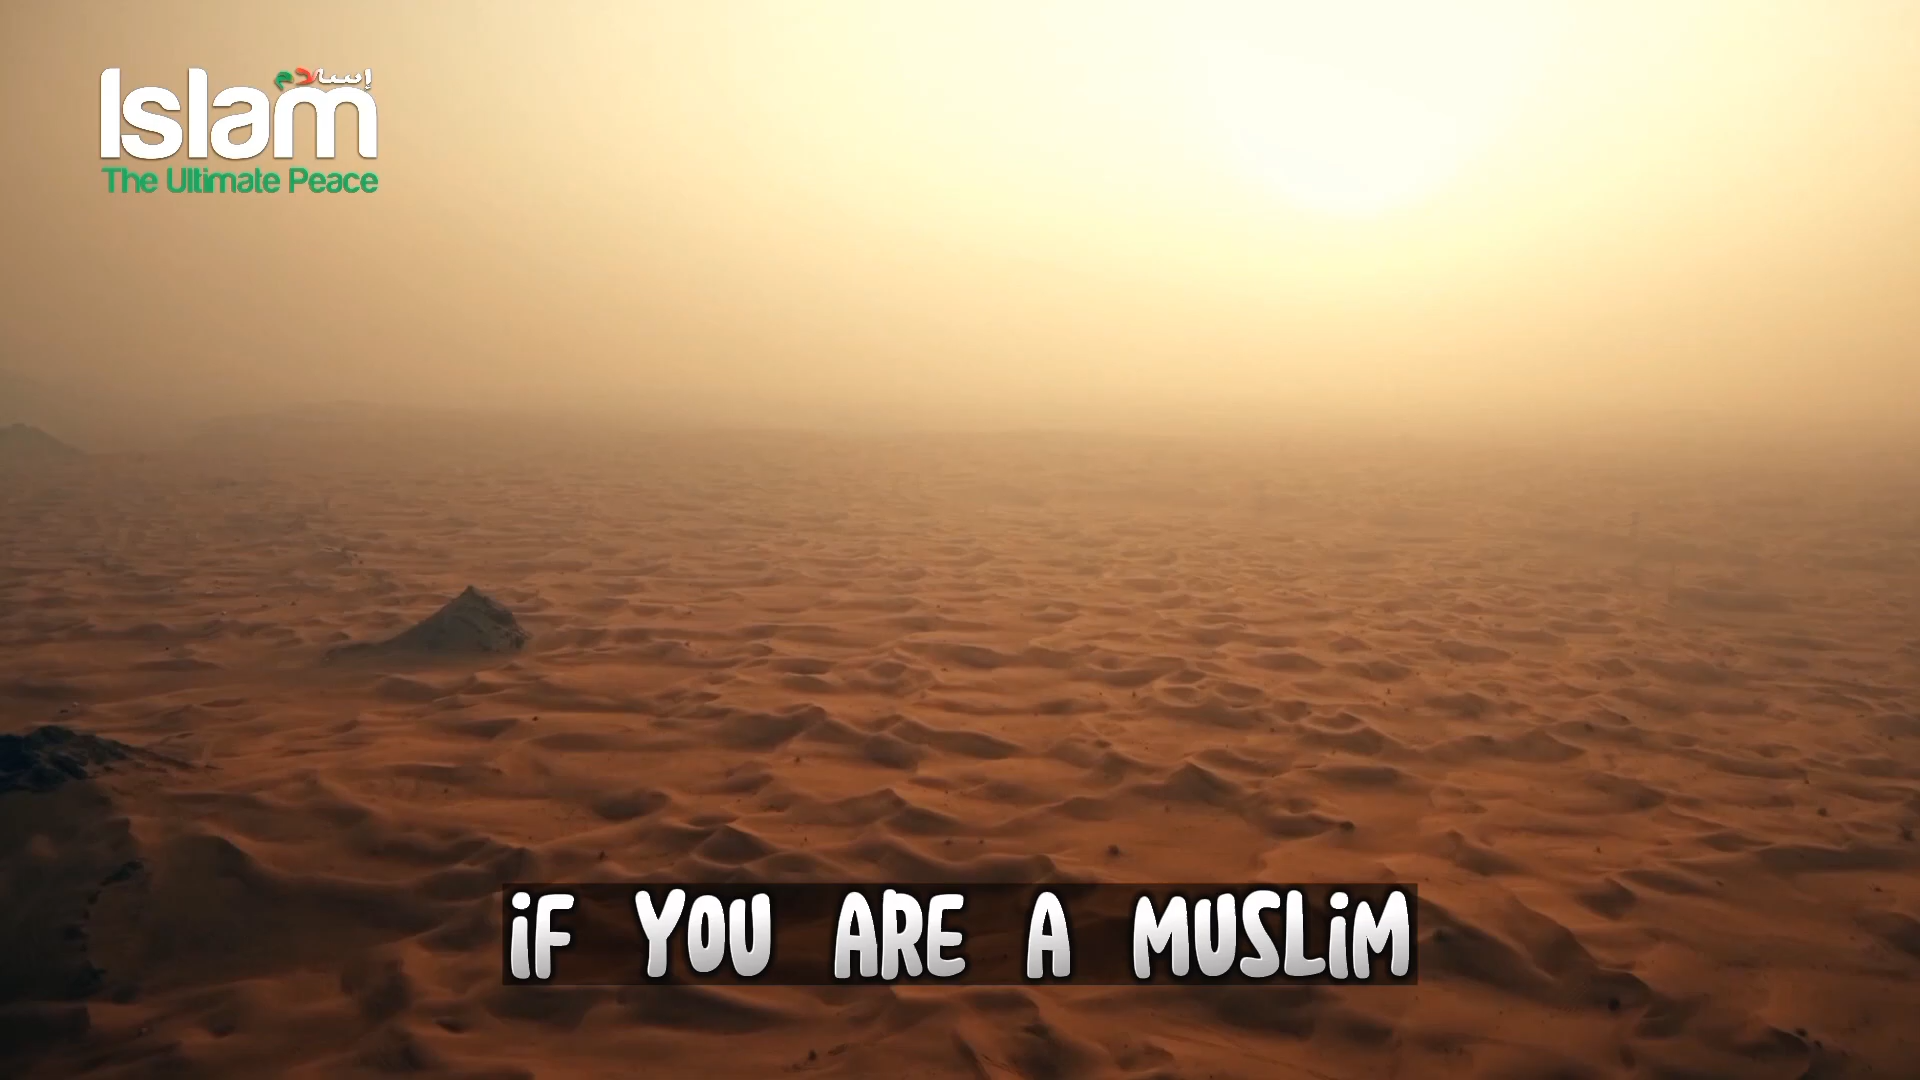 إسلام
Islam
The Ultimate Peace
iF YOU ARE A MUSLiM